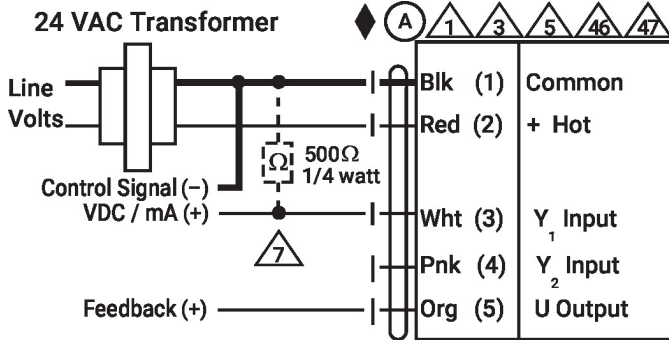 24 VAC Transformer
A 1 3 5 46 47
Line
Volts
Blk (1) Common
Red (2) + Hot
Ω 500Ω
1/4 watt
Control Signal (−)
VDC / mA (+)
Wht (3) Y1 Input
7
Pnk (4) Y2 Input
Feedback (+)
Org (5) U Output